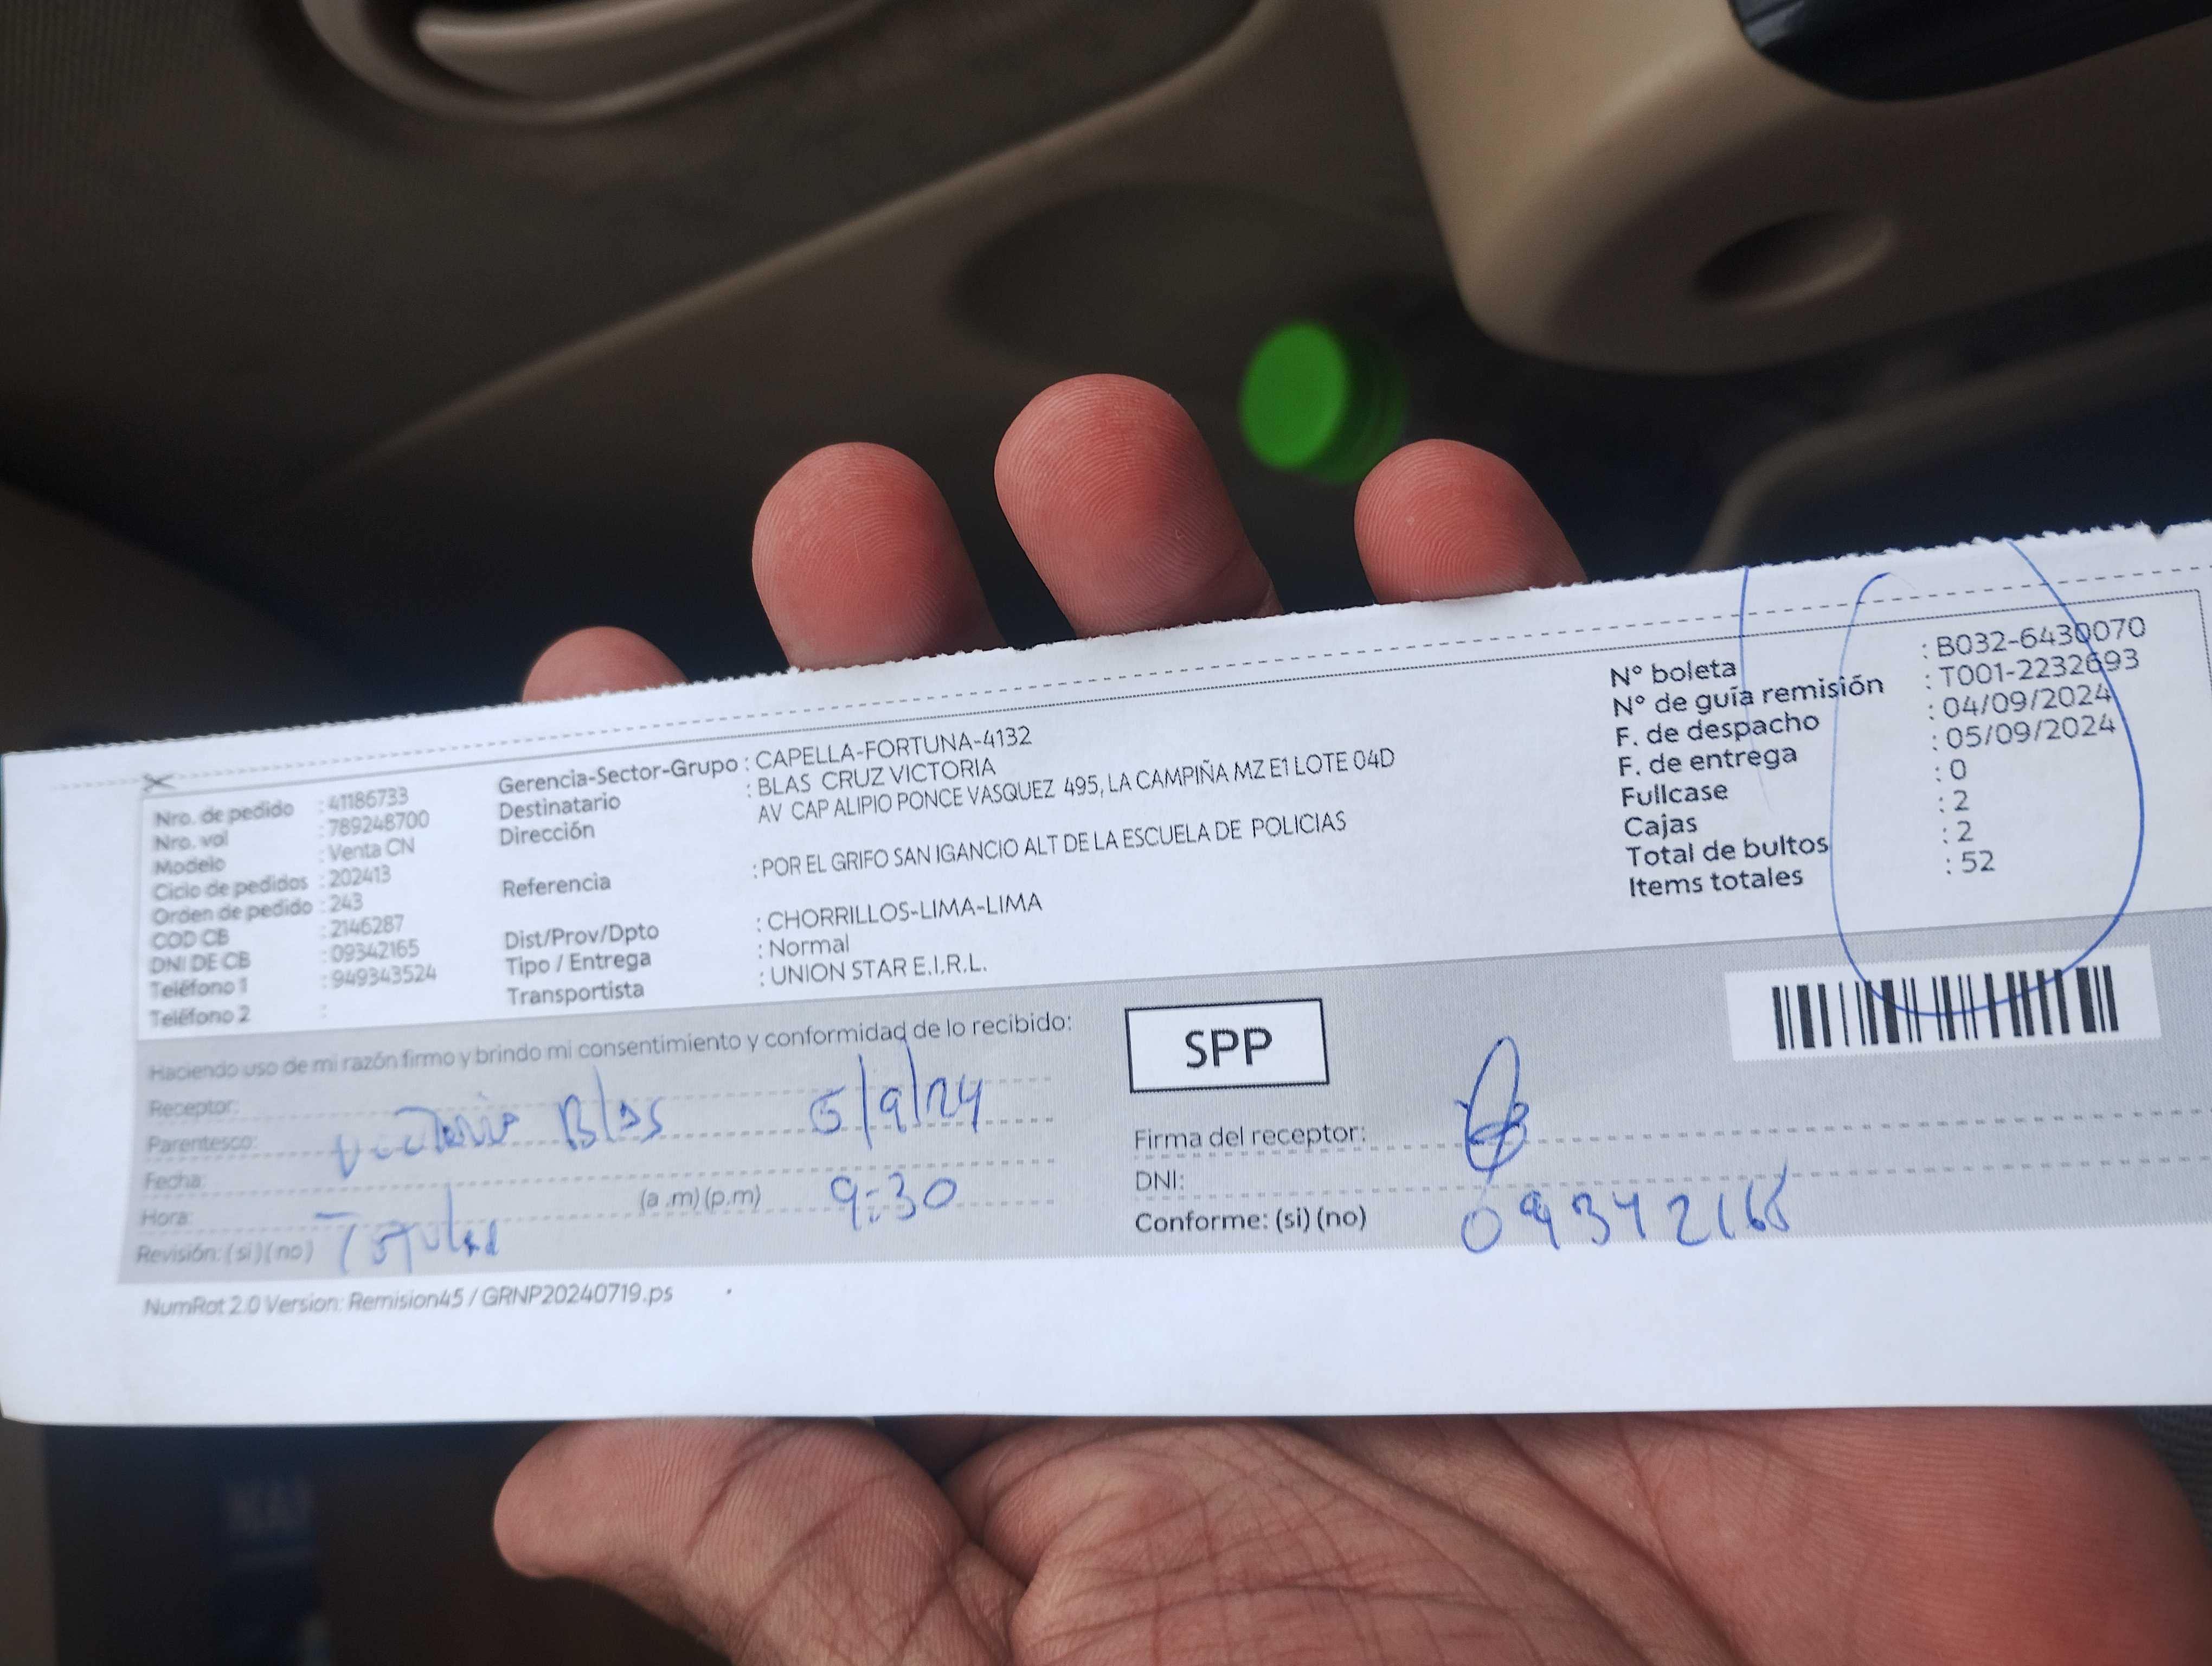 Nro. de pedido : 41186733
Nro. vol : 789248700
Modelo : Venta CN
Ciclo de pedidos : 202413
Orden de pedido : 243
COD CB : 2146287
DNI DE CB : 09342165
Teléfono 1 : 949343524
Teléfono 2 :
Gerencia-Sector-Grupo : CAPELLA-FORTUNA-4132
Destinatario : BLAS CRUZ VICTORIA
Dirección : AV CAP ALIPIO PONCE VASQUEZ 495, LA CAMPIÑA MZ E1 LOTE 04D
Referencia : POR EL GRIFO SAN IGANCIO ALT DE LA ESCUELA DE POLICIAS
Dist/Prov/Dpto : CHORRILLOS-LIMA-LIMA
Tipo / Entrega : Normal
Transportista : UNION STAR E.I.R.L.
N° boleta : B032-6430070
N° de guía remisión : T001-2232693
F. de despacho : 04/09/2024
F. de entrega : 05/09/2024
Fullcase : 0
Cajas : 2
Total de bultos : 2
Items totales : 52
Haciendo uso de mi razón firmo y brindo mi consentimiento y conformidad de lo recibido:
Receptor:
Parentesco: Victoria Blas 5/9/24
Fecha:
Hora: (a.m) (p.m) 9:30
Revisión: (si) (no) Titular
SPP
Firma del receptor:
DNI:
Conforme: (si) (no) 09342165
NumRot 2.0 Version: Remision45 / GRNP20240719.ps